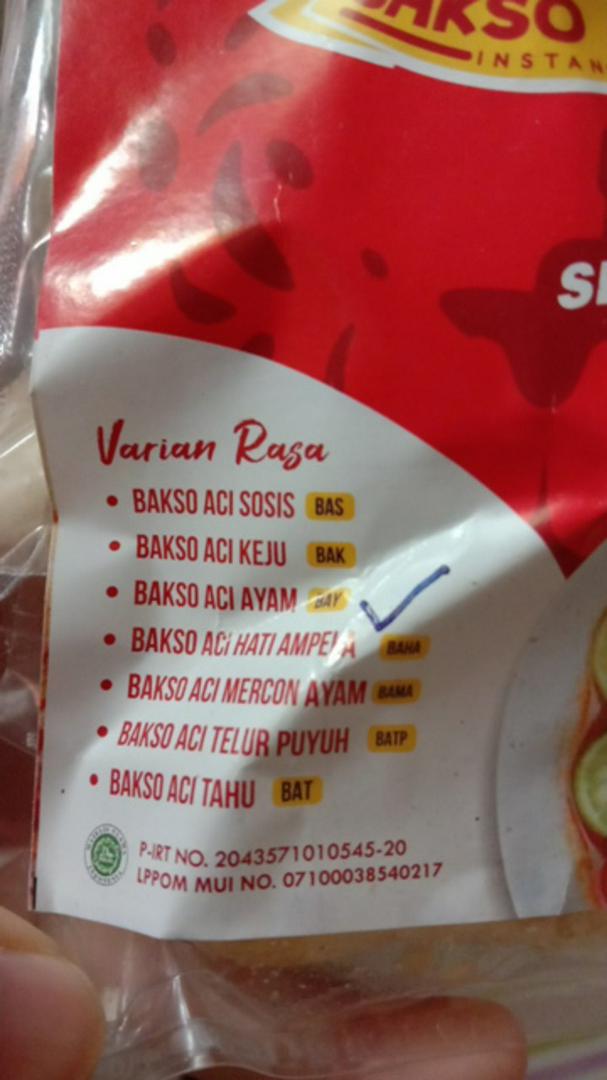 BAKSO
INSTAN
Varian Rasa
• BAKSO ACI SOSIS BAS
• BAKSO ACI KEJU BAK
• BAKSO ACI AYAM BAY
• BAKSO ACI HATI AMPELA BAHA
• BAKSO ACI MERCON AYAM BAMA
• BAKSO ACI TELUR PUYUH BATP
• BAKSO ACI TAHU BAT
P-IRT NO. 2043571010545-20
LPPOM MUI NO. 07100038540217